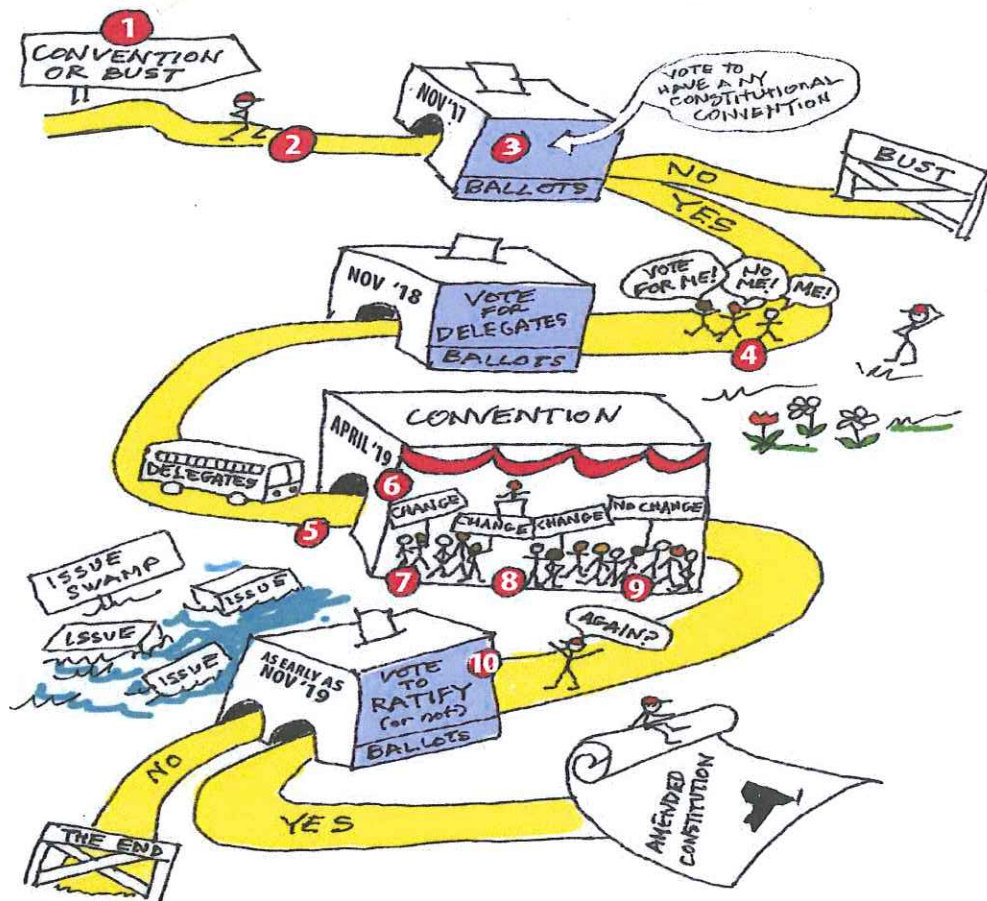 1
CONVENTION
OR BUST
2
NOV '17
3
BALLOTS
VOTE TO
HAVE A NY
CONSTITUTIONAL
CONVENTION
NO
YES
BUST
VOTE
FOR ME!
NO
ME!
ME!
4
NOV '18
VOTE
FOR
DELEGATES
BALLOTS
CONVENTION
APRIL '19
DELEGATES
5
6
CHANGE
CHANGE
CHANGE
NO CHANGE
7
8
9
ISSUE
SWAMP
ISSUE
ISSUE
ISSUE
AS EARLY AS
NOV '19
VOTE
TO
RATIFY
(or not)
BALLOTS
10
AGAIN?
NO
YES
THE END
AMENDED
CONSTITUTION